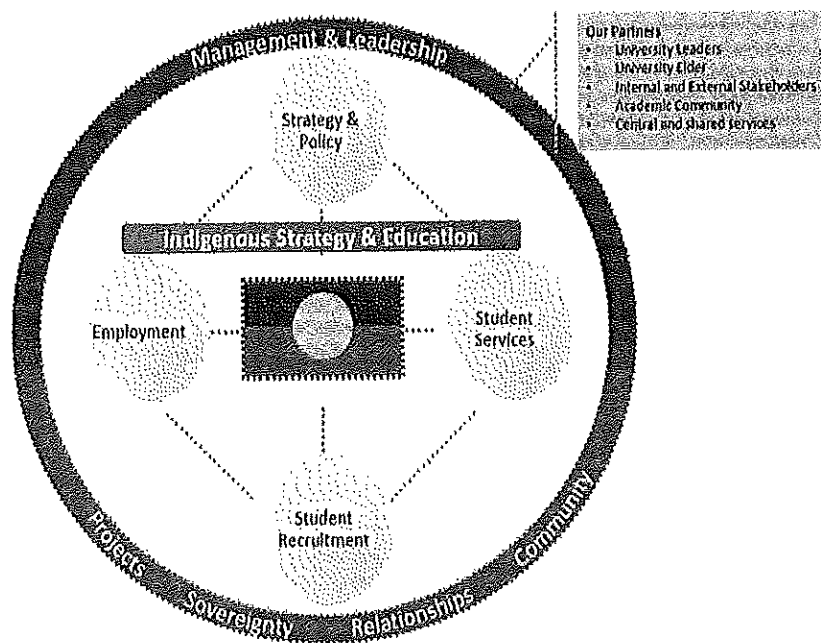 Management & Leadership
Our Partners
• University Leaders
• University Elder
• Internal and External Stakeholders
• Academic Community
• Central and shared services
Strategy &
Policy
Indigenous Strategy & Education
Employment
Student
Services
Student
Recruitment
Projects
Sovereignty
Relationships
Community